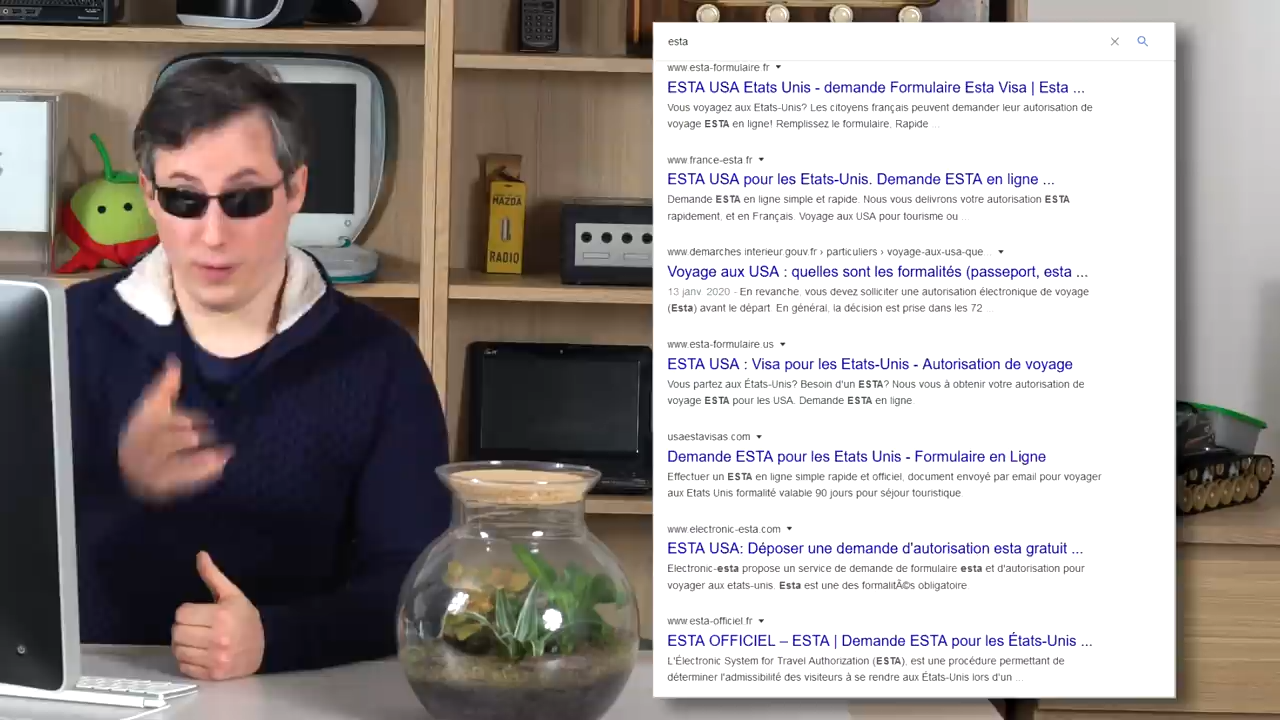 esta
www.esta-formulaire.fr
ESTA USA Etats Unis - demande Formulaire Esta Visa | Esta ...
Vous voyagez aux Etats-Unis? Les citoyens français peuvent demander leur autorisation de
voyage ESTA en ligne! Remplissez le formulaire. Rapide ...
www.france-esta.fr
ESTA USA pour les Etats-Unis. Demande ESTA en ligne ...
Demande ESTA en ligne simple et rapide. Nous vous delivrons votre autorisation ESTA
rapidement, et en Français. Voyage aux USA pour tourisme ou ...
www.demarches.interieur.gouv.fr › particuliers › voyage-aux-usa-que...
Voyage aux USA : quelles sont les formalités (passeport, esta ...
13 janv. 2020 - En revanche, vous devez solliciter une autorisation électronique de voyage
(Esta) avant le départ. En général, la décision est prise dans les 72 ...
www.esta-formulaire.us
ESTA USA : Visa pour les Etats-Unis - Autorisation de voyage
Vous partez aux États-Unis? Besoin d'un ESTA? Nous vous à obtenir votre autorisation de
voyage ESTA pour les USA. Demande ESTA en ligne.
usaestavisas.com
Demande ESTA pour les Etats Unis - Formulaire en Ligne
Effectuer un ESTA en ligne simple rapide et officiel, document envoyé par email pour voyager
aux Etats Unis formalité valable 90 jours pour séjour touristique.
www.electronic-esta.com
ESTA USA: Déposer une demande d'autorisation esta gratuit ...
Electronic-esta propose un service de demande de formulaire esta et d'autorisation pour
voyager aux etats-unis. Esta est une des formalitÃ©s obligatoire.
www.esta-officiel.fr
ESTA OFFICIEL – ESTA | Demande ESTA pour les États-Unis ...
L'Électronic System for Travel Authorization (ESTA), est une procédure permettant de
déterminer l'admissibilité des visiteurs à se rendre aux États-Unis lors d'un ...
MAZDA
RADIO